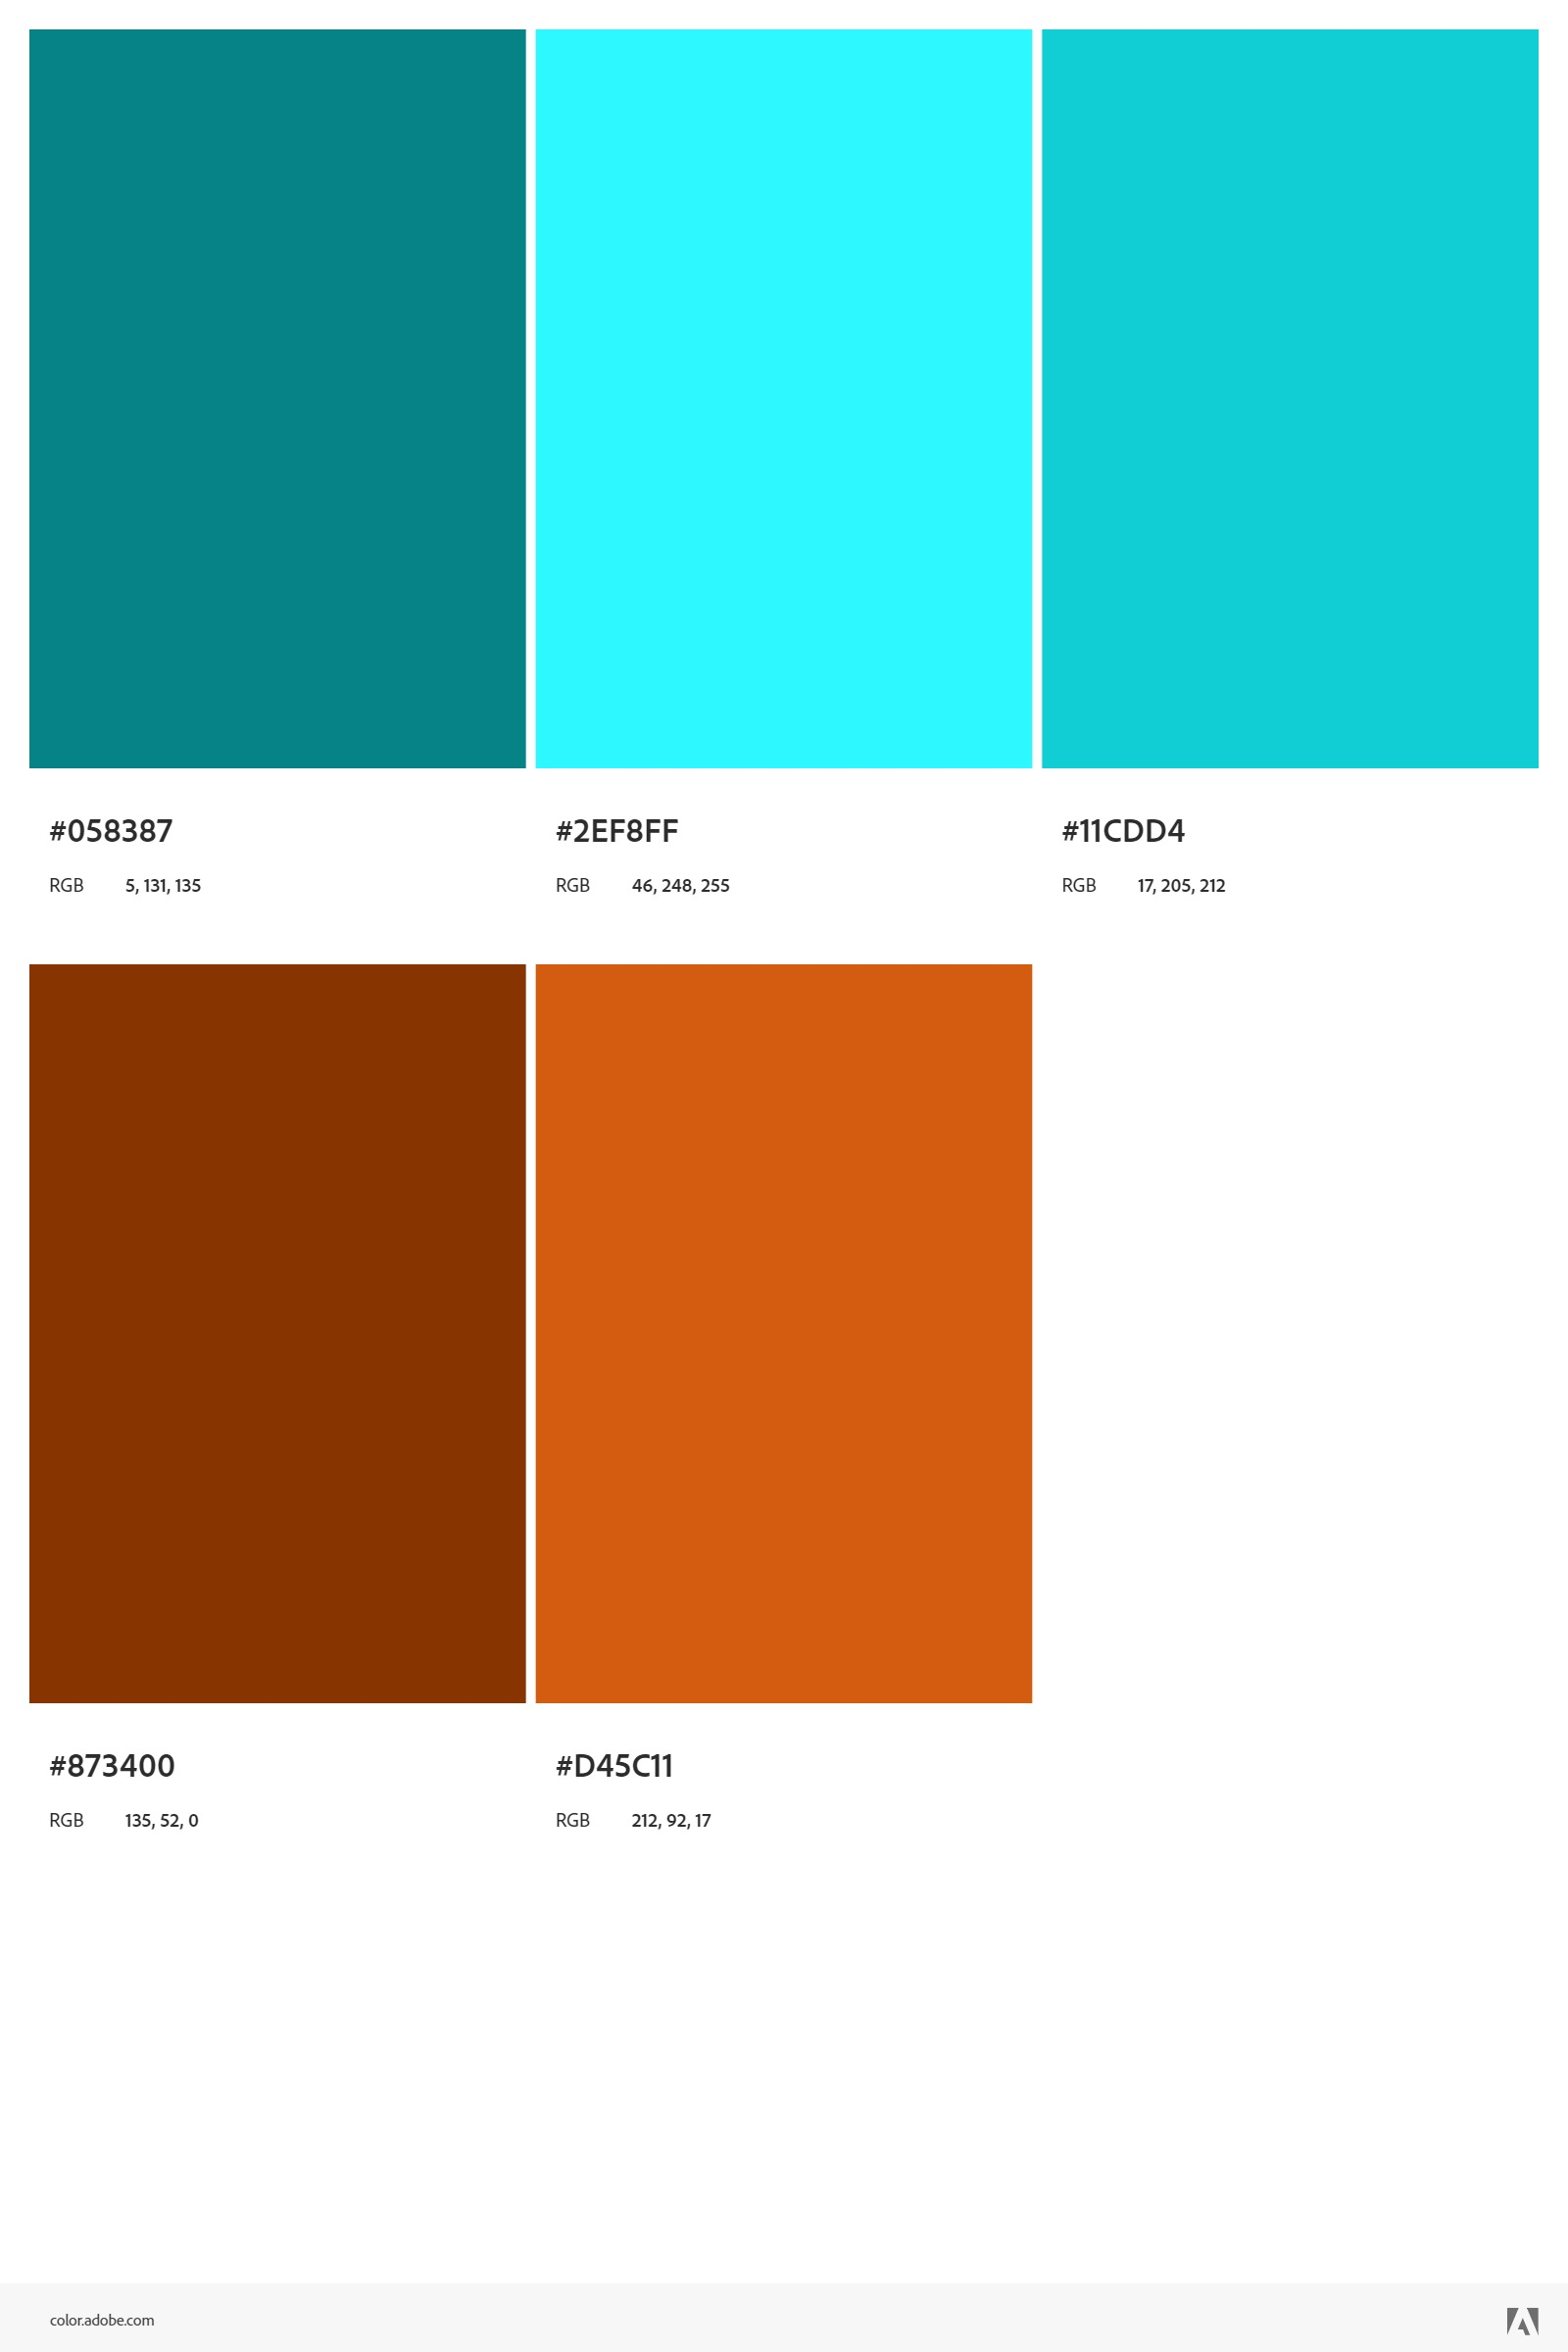 #058387 #2EF8FF #11CDD4
RGB 5, 131, 135 RGB 46, 248, 255 RGB 17, 205, 212
#873400 #D45C11
RGB 135, 52, 0 RGB 212, 92, 17
color.adobe.com